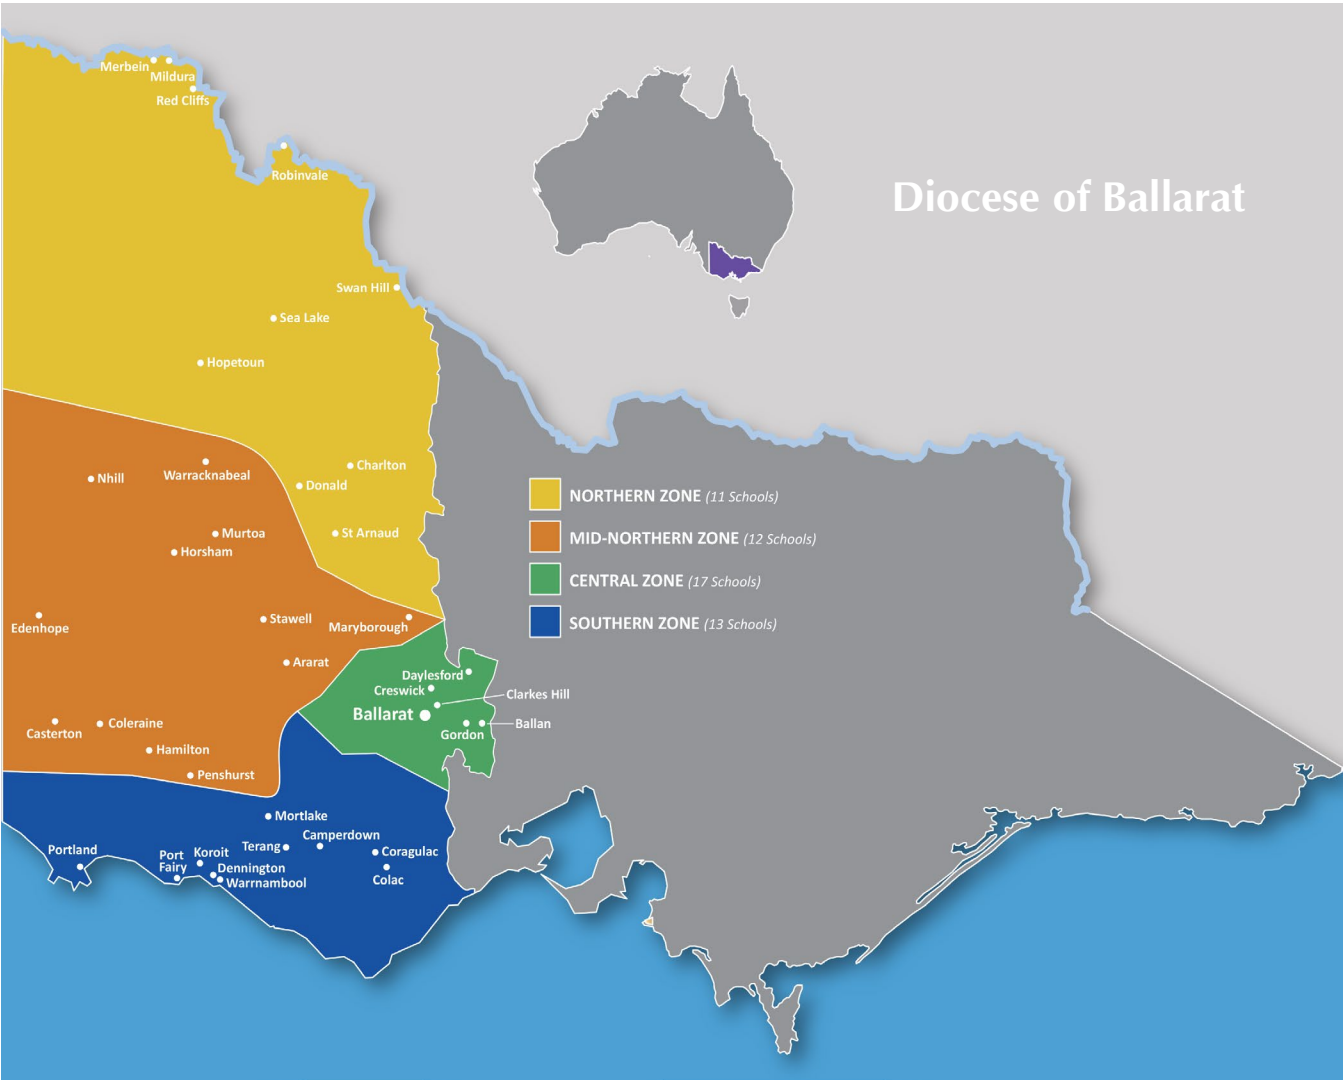 Merbein
Mildura
Red Cliffs
Robinvale
Diocese of Ballarat
Swan Hill
Sea Lake
Hopetoun
Charlton
Warracknabeal
Nhill
Donald
NORTHERN ZONE (11 Schools)
St Arnaud
Murtoa
MID-NORTHERN ZONE (12 Schools)
Horsham
CENTRAL ZONE (17 Schools)
Stawell
SOUTHERN ZONE (13 Schools)
Edenhope
Maryborough
Ararat
Daylesford
Creswick
Clarkes Hill
Ballarat
Coleraine
Ballan
Casterton
Gordon
Hamilton
Penshurst
Mortlake
Camperdown
Terang
Portland
Koroit
Coragulac
Port
Fairy
Dennington
Colac
Warrnambool